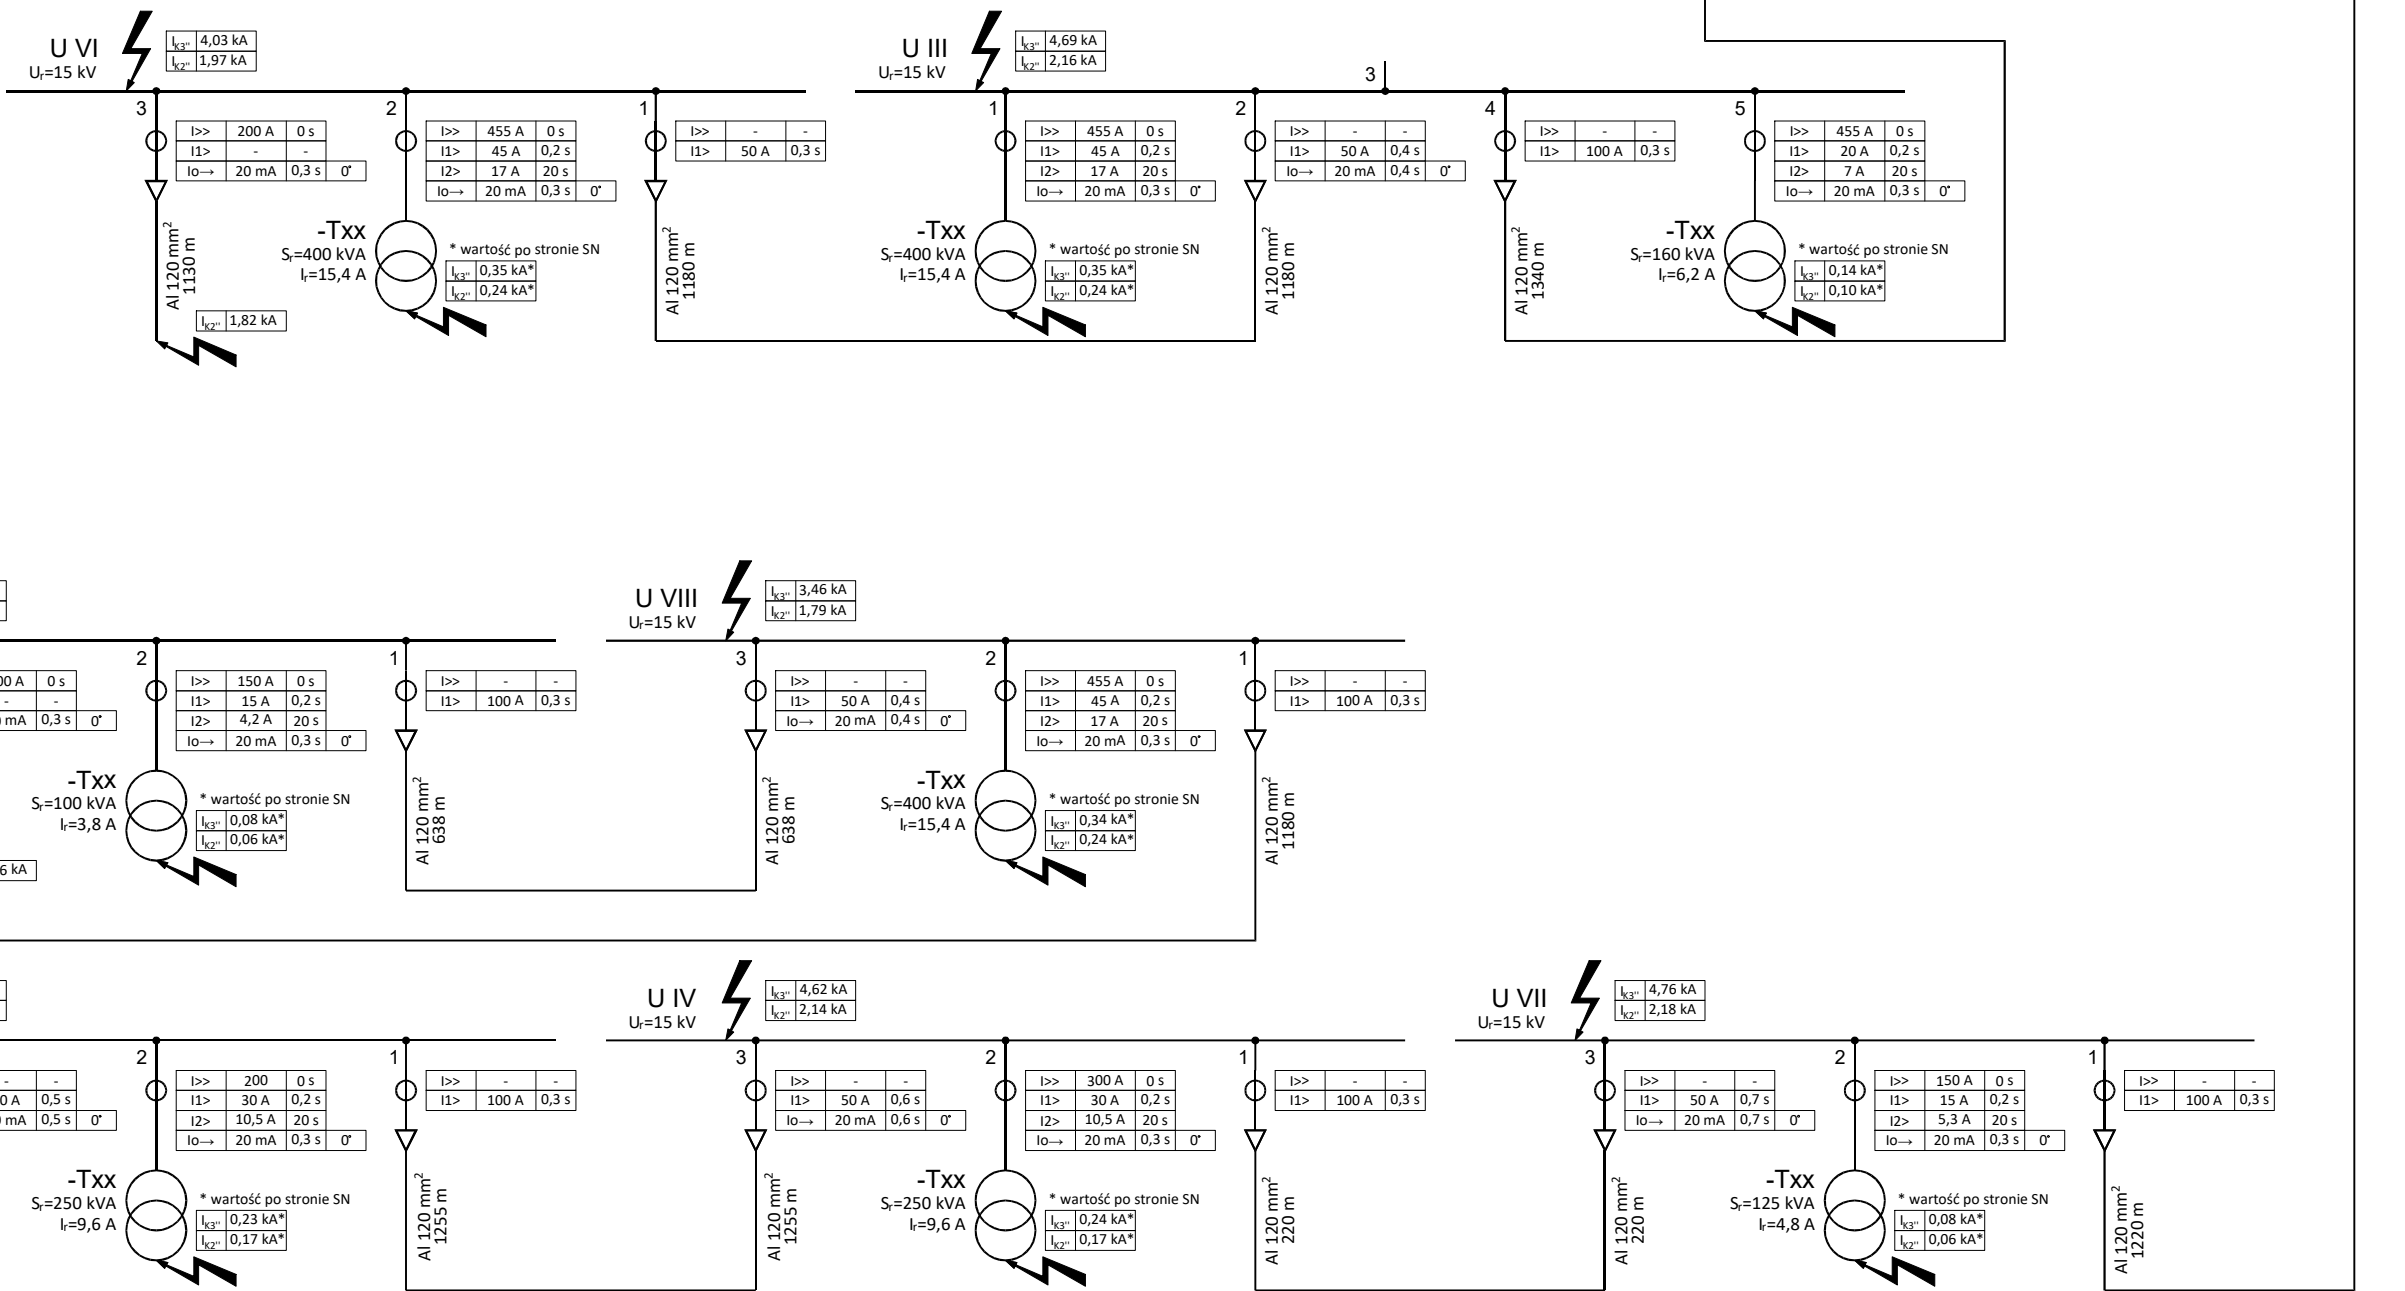 U VI
Ur=15 kV
IK3'' 4,03 kA
IK2'' 1,97 kA
3
I>> 200 A 0 s
I1> - -
Io→ 20 mA 0,3 s 0°
Al 120 mm²
1130 m
IK2'' 1,82 kA
2
I>> 455 A 0 s
I1> 45 A 0,2 s
I2> 17 A 20 s
Io→ 20 mA 0,3 s 0°
-Txx
Sr=400 kVA
Ir=15,4 A
* wartość po stronie SN
IK3'' 0,35 kA*
IK2'' 0,24 kA*
1
I>> - -
I1> 50 A 0,3 s
Al 120 mm²
1180 m
U III
Ur=15 kV
IK3'' 4,69 kA
IK2'' 2,16 kA
1
I>> 455 A 0 s
I1> 45 A 0,2 s
I2> 17 A 20 s
Io→ 20 mA 0,3 s 0°
-Txx
Sr=400 kVA
Ir=15,4 A
* wartość po stronie SN
IK3'' 0,35 kA*
IK2'' 0,24 kA*
2
I>> - -
I1> 50 A 0,4 s
Io→ 20 mA 0,4 s 0°
Al 120 mm²
1180 m
3
4
I>> - -
I1> 100 A 0,3 s
Al 120 mm²
1340 m
5
I>> 455 A 0 s
I1> 20 A 0,2 s
I2> 7 A 20 s
Io→ 20 mA 0,3 s 0°
-Txx
Sr=160 kVA
Ir=6,2 A
* wartość po stronie SN
IK3'' 0,14 kA*
IK2'' 0,10 kA*
00 A 0 s
- -
mA 0,3 s 0°
6 kA
2
I>> 150 A 0 s
I1> 15 A 0,2 s
I2> 4,2 A 20 s
Io→ 20 mA 0,3 s 0°
-Txx
Sr=100 kVA
Ir=3,8 A
* wartość po stronie SN
IK3'' 0,08 kA*
IK2'' 0,06 kA*
1
I>> - -
I1> 100 A 0,3 s
Al 120 mm²
638 m
U VIII
Ur=15 kV
IK3'' 3,46 kA
IK2'' 1,79 kA
3
I>> - -
I1> 50 A 0,4 s
Io→ 20 mA 0,4 s 0°
Al 120 mm²
638 m
2
I>> 455 A 0 s
I1> 45 A 0,2 s
I2> 17 A 20 s
Io→ 20 mA 0,3 s 0°
-Txx
Sr=400 kVA
Ir=15,4 A
* wartość po stronie SN
IK3'' 0,34 kA*
IK2'' 0,24 kA*
1
I>> - -
I1> 100 A 0,3 s
Al 120 mm²
1180 m
- -
0 A 0,5 s
mA 0,5 s 0°
2
I>> 200 0 s
I1> 30 A 0,2 s
I2> 10,5 A 20 s
Io→ 20 mA 0,3 s 0°
-Txx
Sr=250 kVA
Ir=9,6 A
* wartość po stronie SN
IK3'' 0,23 kA*
IK2'' 0,17 kA*
1
I>> - -
I1> 100 A 0,3 s
Al 120 mm²
1255 m
U IV
Ur=15 kV
IK3'' 4,62 kA
IK2'' 2,14 kA
3
I>> - -
I1> 50 A 0,6 s
Io→ 20 mA 0,6 s 0°
Al 120 mm²
1255 m
2
I>> 300 A 0 s
I1> 30 A 0,2 s
I2> 10,5 A 20 s
Io→ 20 mA 0,3 s 0°
-Txx
Sr=250 kVA
Ir=9,6 A
* wartość po stronie SN
IK3'' 0,24 kA*
IK2'' 0,17 kA*
1
I>> - -
I1> 100 A 0,3 s
Al 120 mm²
220 m
U VII
Ur=15 kV
IK3'' 4,76 kA
IK2'' 2,18 kA
3
I>> - -
I1> 50 A 0,7 s
Io→ 20 mA 0,7 s 0°
Al 120 mm²
220 m
2
I>> 150 A 0 s
I1> 15 A 0,2 s
I2> 5,3 A 20 s
Io→ 20 mA 0,3 s 0°
-Txx
Sr=125 kVA
Ir=4,8 A
* wartość po stronie SN
IK3'' 0,08 kA*
IK2'' 0,06 kA*
1
I>> - -
I1> 100 A 0,3 s
Al 120 mm²
1220 m